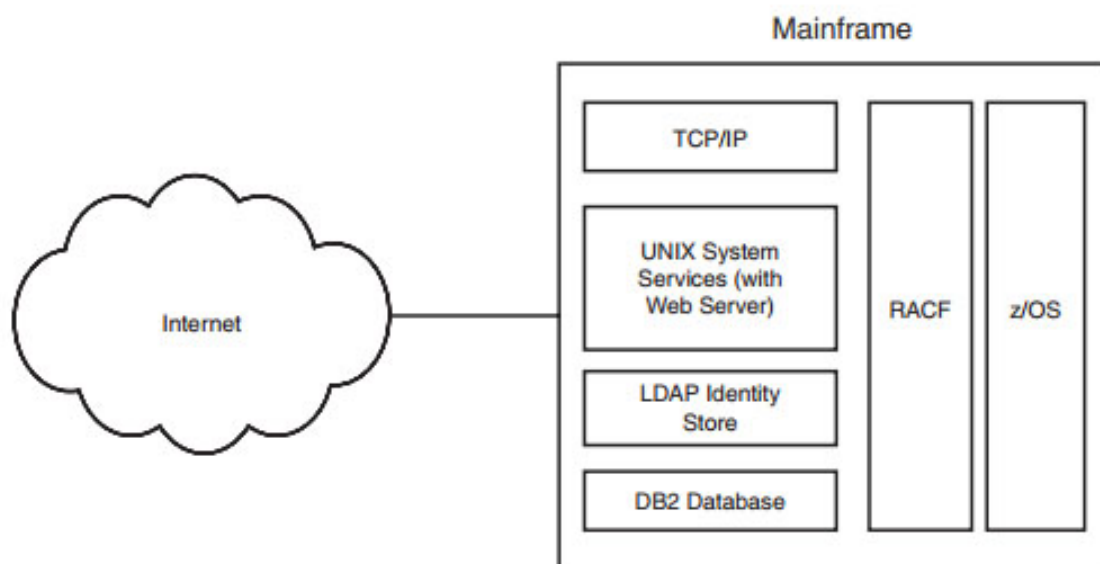 Mainframe
TCP/IP
UNIX System
Services (with
Web Server)
Internet
RACF
z/OS
LDAP Identity
Store
DB2 Database